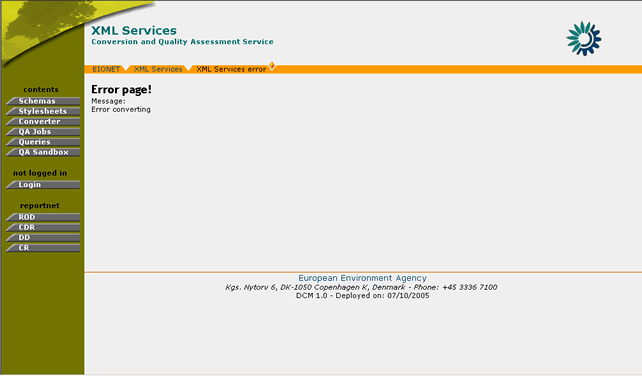 XML Services
Conversion and Quality Assessment Service
EIONET XML Services XML Services error
contents
Schemas
Stylesheets
Converter
QA Jobs
Queries
QA Sandbox
not logged in
Login
reportnet
ROD
CDR
DD
CR
Error page!
Message:
Error converting
European Environment Agency
Kgs. Nytorv 6, DK-1050 Copenhagen K, Denmark - Phone: +45 3336 7100
DCM 1.0 - Deployed on: 07/10/2005